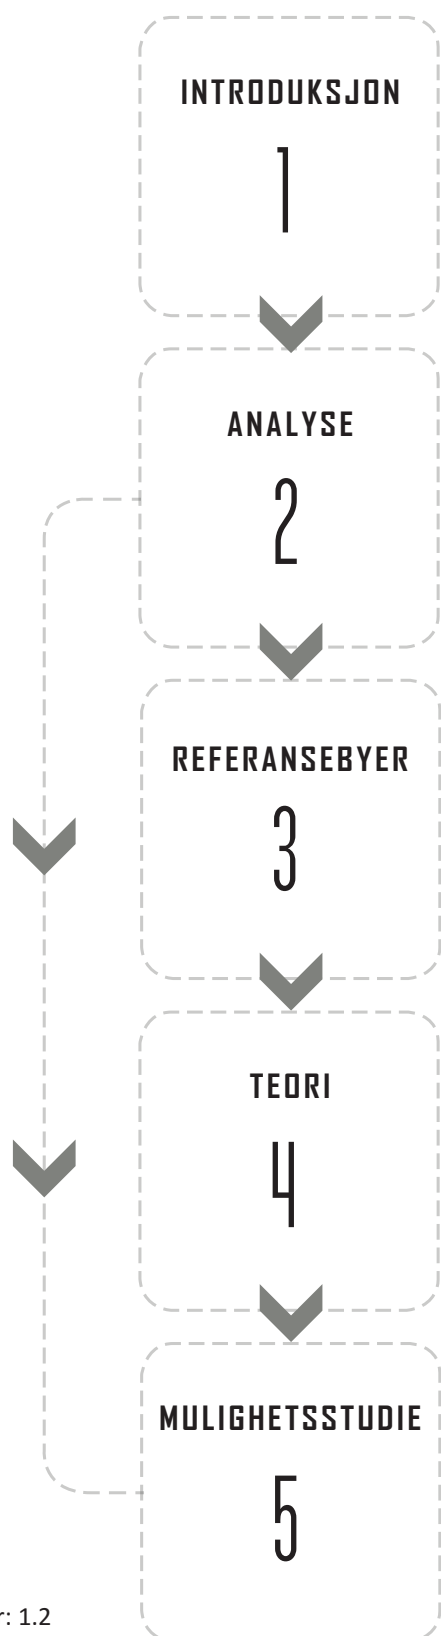 INTRODUKSJON
1
ANALYSE
2
REFERANSEBYER
3
TEORI
4
MULIGHETSSTUDIE
5
r: 1.2